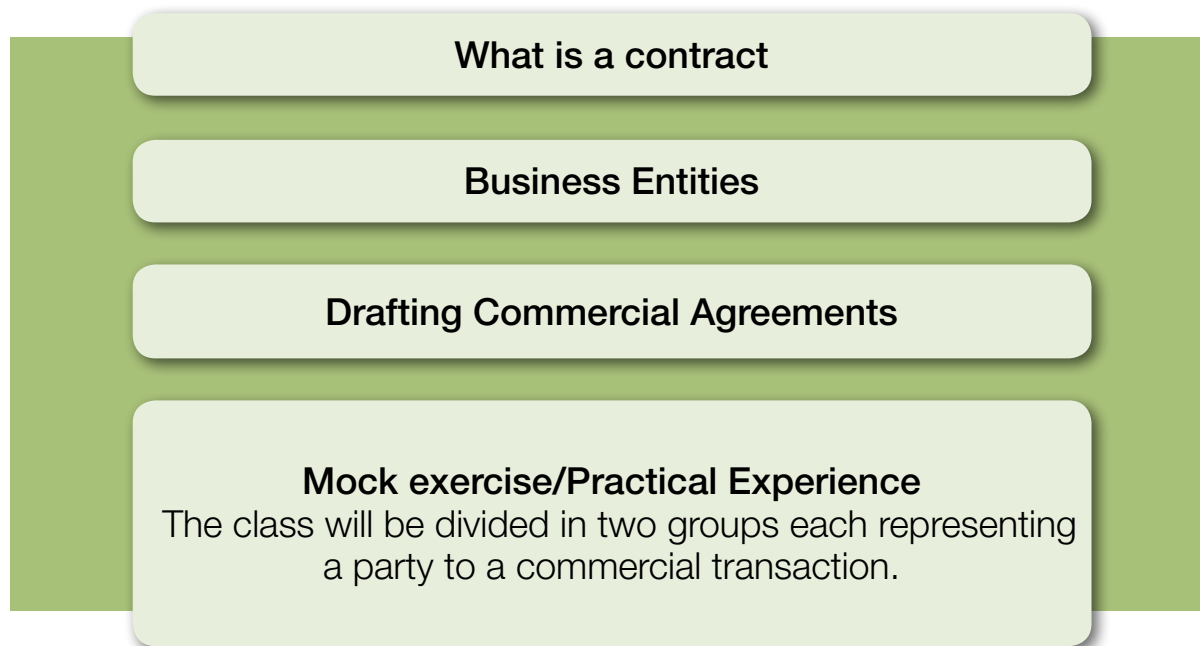 What is a contract
Business Entities
Drafting Commercial Agreements
Mock exercise/Practical Experience
The class will be divided in two groups each representing
a party to a commercial transaction.